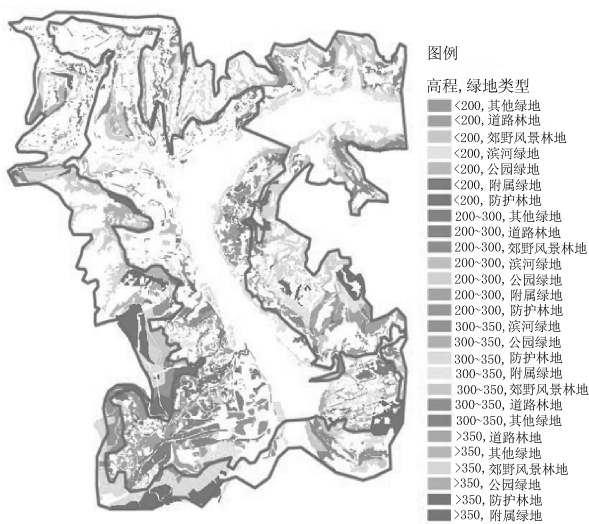 图例
高程,绿地类型
<200,其他绿地
<200,道路林地
<200,郊野风景林地
<200,滨河绿地
<200,公园绿地
<200,附属绿地
<200,防护林地
200~300,其他绿地
200~300,道路林地
200~300,郊野风景林地
200~300,滨河绿地
200~300,公园绿地
200~300,附属绿地
200~300,防护林地
300~350,滨河绿地
300~350,公园绿地
300~350,防护林地
300~350,附属绿地
300~350,郊野风景林地
300~350,道路林地
300~350,其他绿地
>350,道路林地
>350,其他绿地
>350,郊野风景林地
>350,公园绿地
>350,防护林地
>350,附属绿地